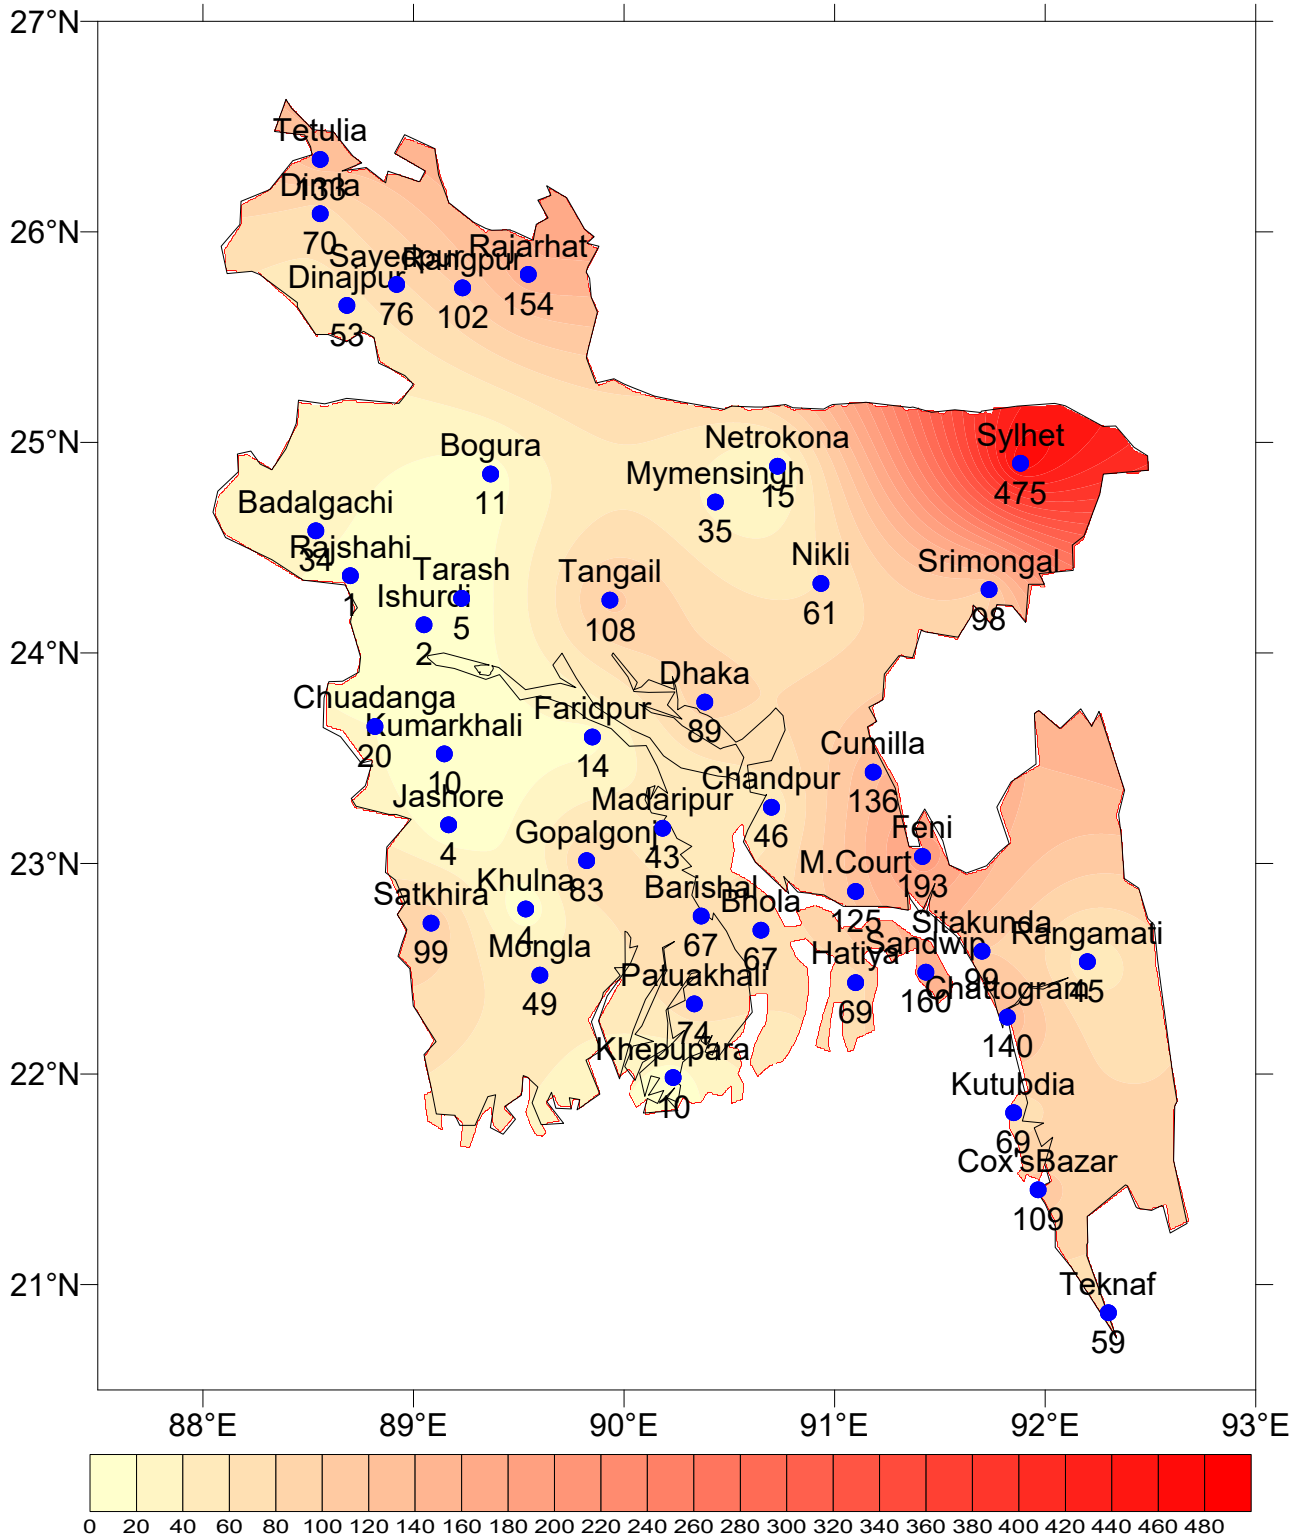 27°N
Tetulia
133
Dimla
70
26°N
Sayedpur
76
Rangpur
102
Rajarhat
154
Dinajpur
53
25°N
Bogura
11
Netrokona
15
Mymensingh
35
Sylhet
475
Badalgachi
34
Rajshahi
1
Tarash
5
Ishurdi
2
Tangail
108
Nikli
61
Srimongal
98
24°N
Dhaka
89
Chuadanga
20
Kumarkhali
10
Faridpur
14
Cumilla
136
Jashore
4
Chandpur
46
Madaripur
43
Gopalgonj
83
Feni
193
23°N
M.Court
125
Satkhira
99
Khulna
4
Barishal
67
Bhola
67
Mongla
49
Patuakhali
74
Hatiya
69
Sandwip
160
Sitakunda
99
Rangamati
45
Chattogram
140
22°N
Khepupara
10
Kutubdia
69
Cox'sBazar
109
21°N
Teknaf
59
88°E 89°E 90°E 91°E 92°E 93°E
0 20 40 60 80 100 120 140 160 180 200 220 240 260 280 300 320 340 360 380 400 420 440 460 480